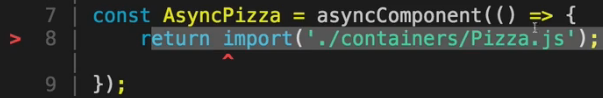 7 | const AsyncPizza = asyncComponent(() => {
> 8 | return import('./containers/Pizza.js');
| ^
9 | });